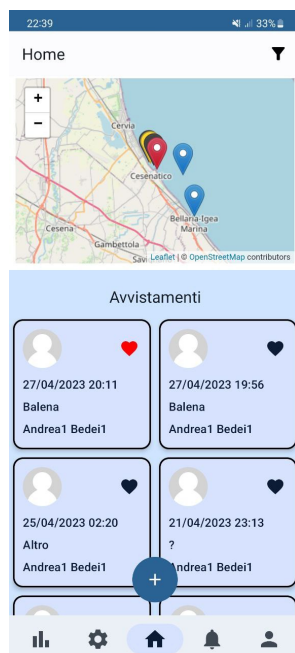 22:39
33%
Home
+
−
Cervia
Cesenatico
Bellaria-Igea
Marina
Cesena
Gambettola
Savi
Leaflet | © OpenStreetMap contributors
Avvistamenti
27/04/2023 20:11
Balena
Andrea1 Bedei1
27/04/2023 19:56
Balena
Andrea1 Bedei1
25/04/2023 02:20
Altro
Andrea1 Bedei1
21/04/2023 23:13
?
Andrea1 Bedei1
+